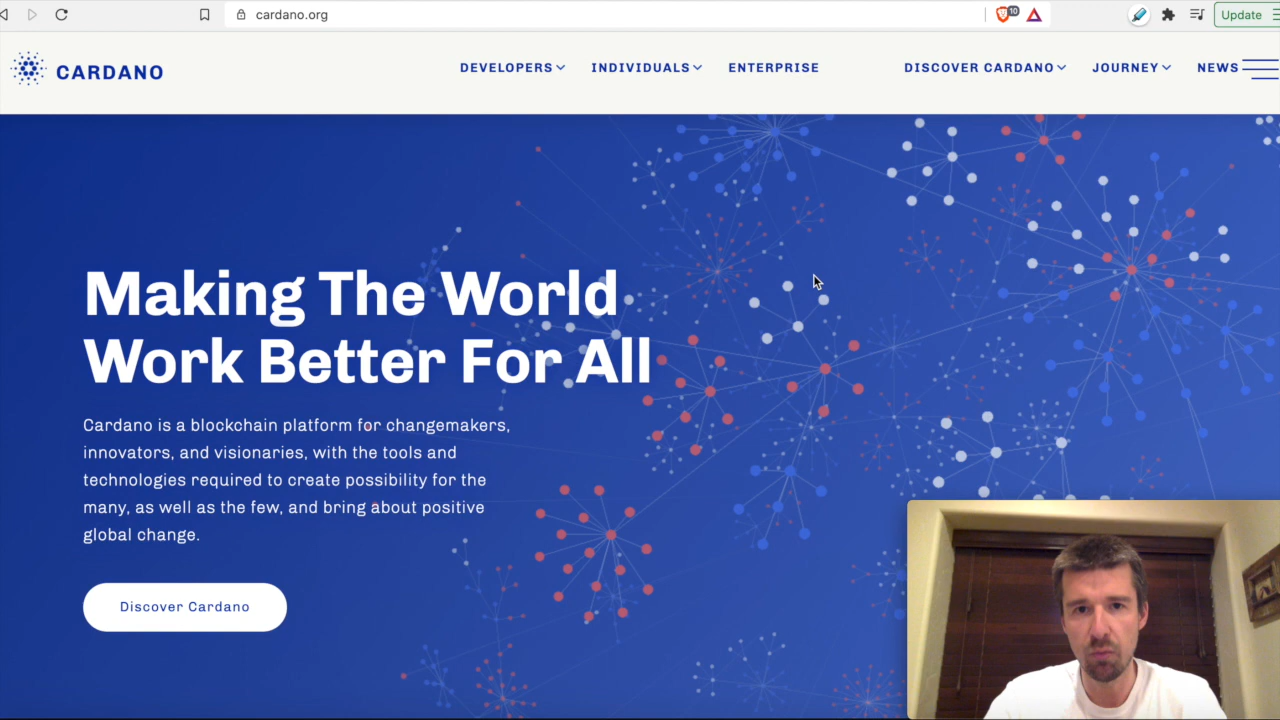 cardano.org
10
Update
CARDANO
DEVELOPERS
INDIVIDUALS
ENTERPRISE
DISCOVER CARDANO
JOURNEY
NEWS
Making The World
Work Better For All
Cardano is a blockchain platform for changemakers,
innovators, and visionaries, with the tools and
technologies required to create possibility for the
many, as well as the few, and bring about positive
global change.
Discover Cardano